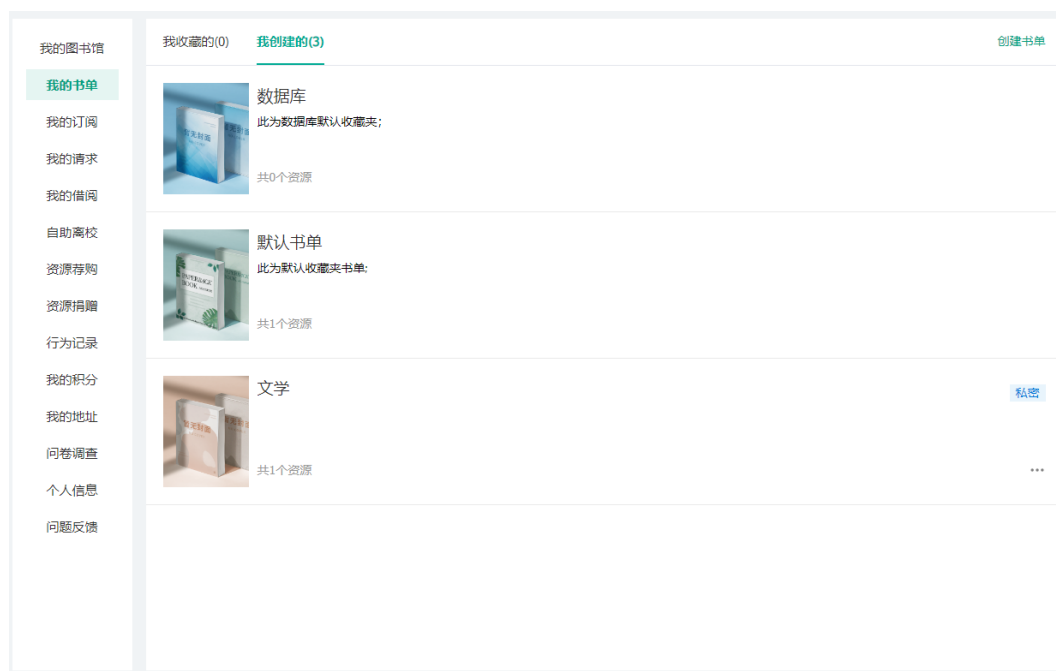 我的图书馆
我的书单
我的订阅
我的请求
我的借阅
自助离校
资源荐购
资源捐赠
行为记录
我的积分
我的地址
问卷调查
个人信息
问题反馈
我收藏的(0) 我创建的(3) 创建书单
数据库
此为数据库默认收藏夹；
共0个资源
默认书单
此为默认收藏夹书单;
PAPERBAGE
BOOK
共1个资源
文学
私密
暂无封面
共1个资源